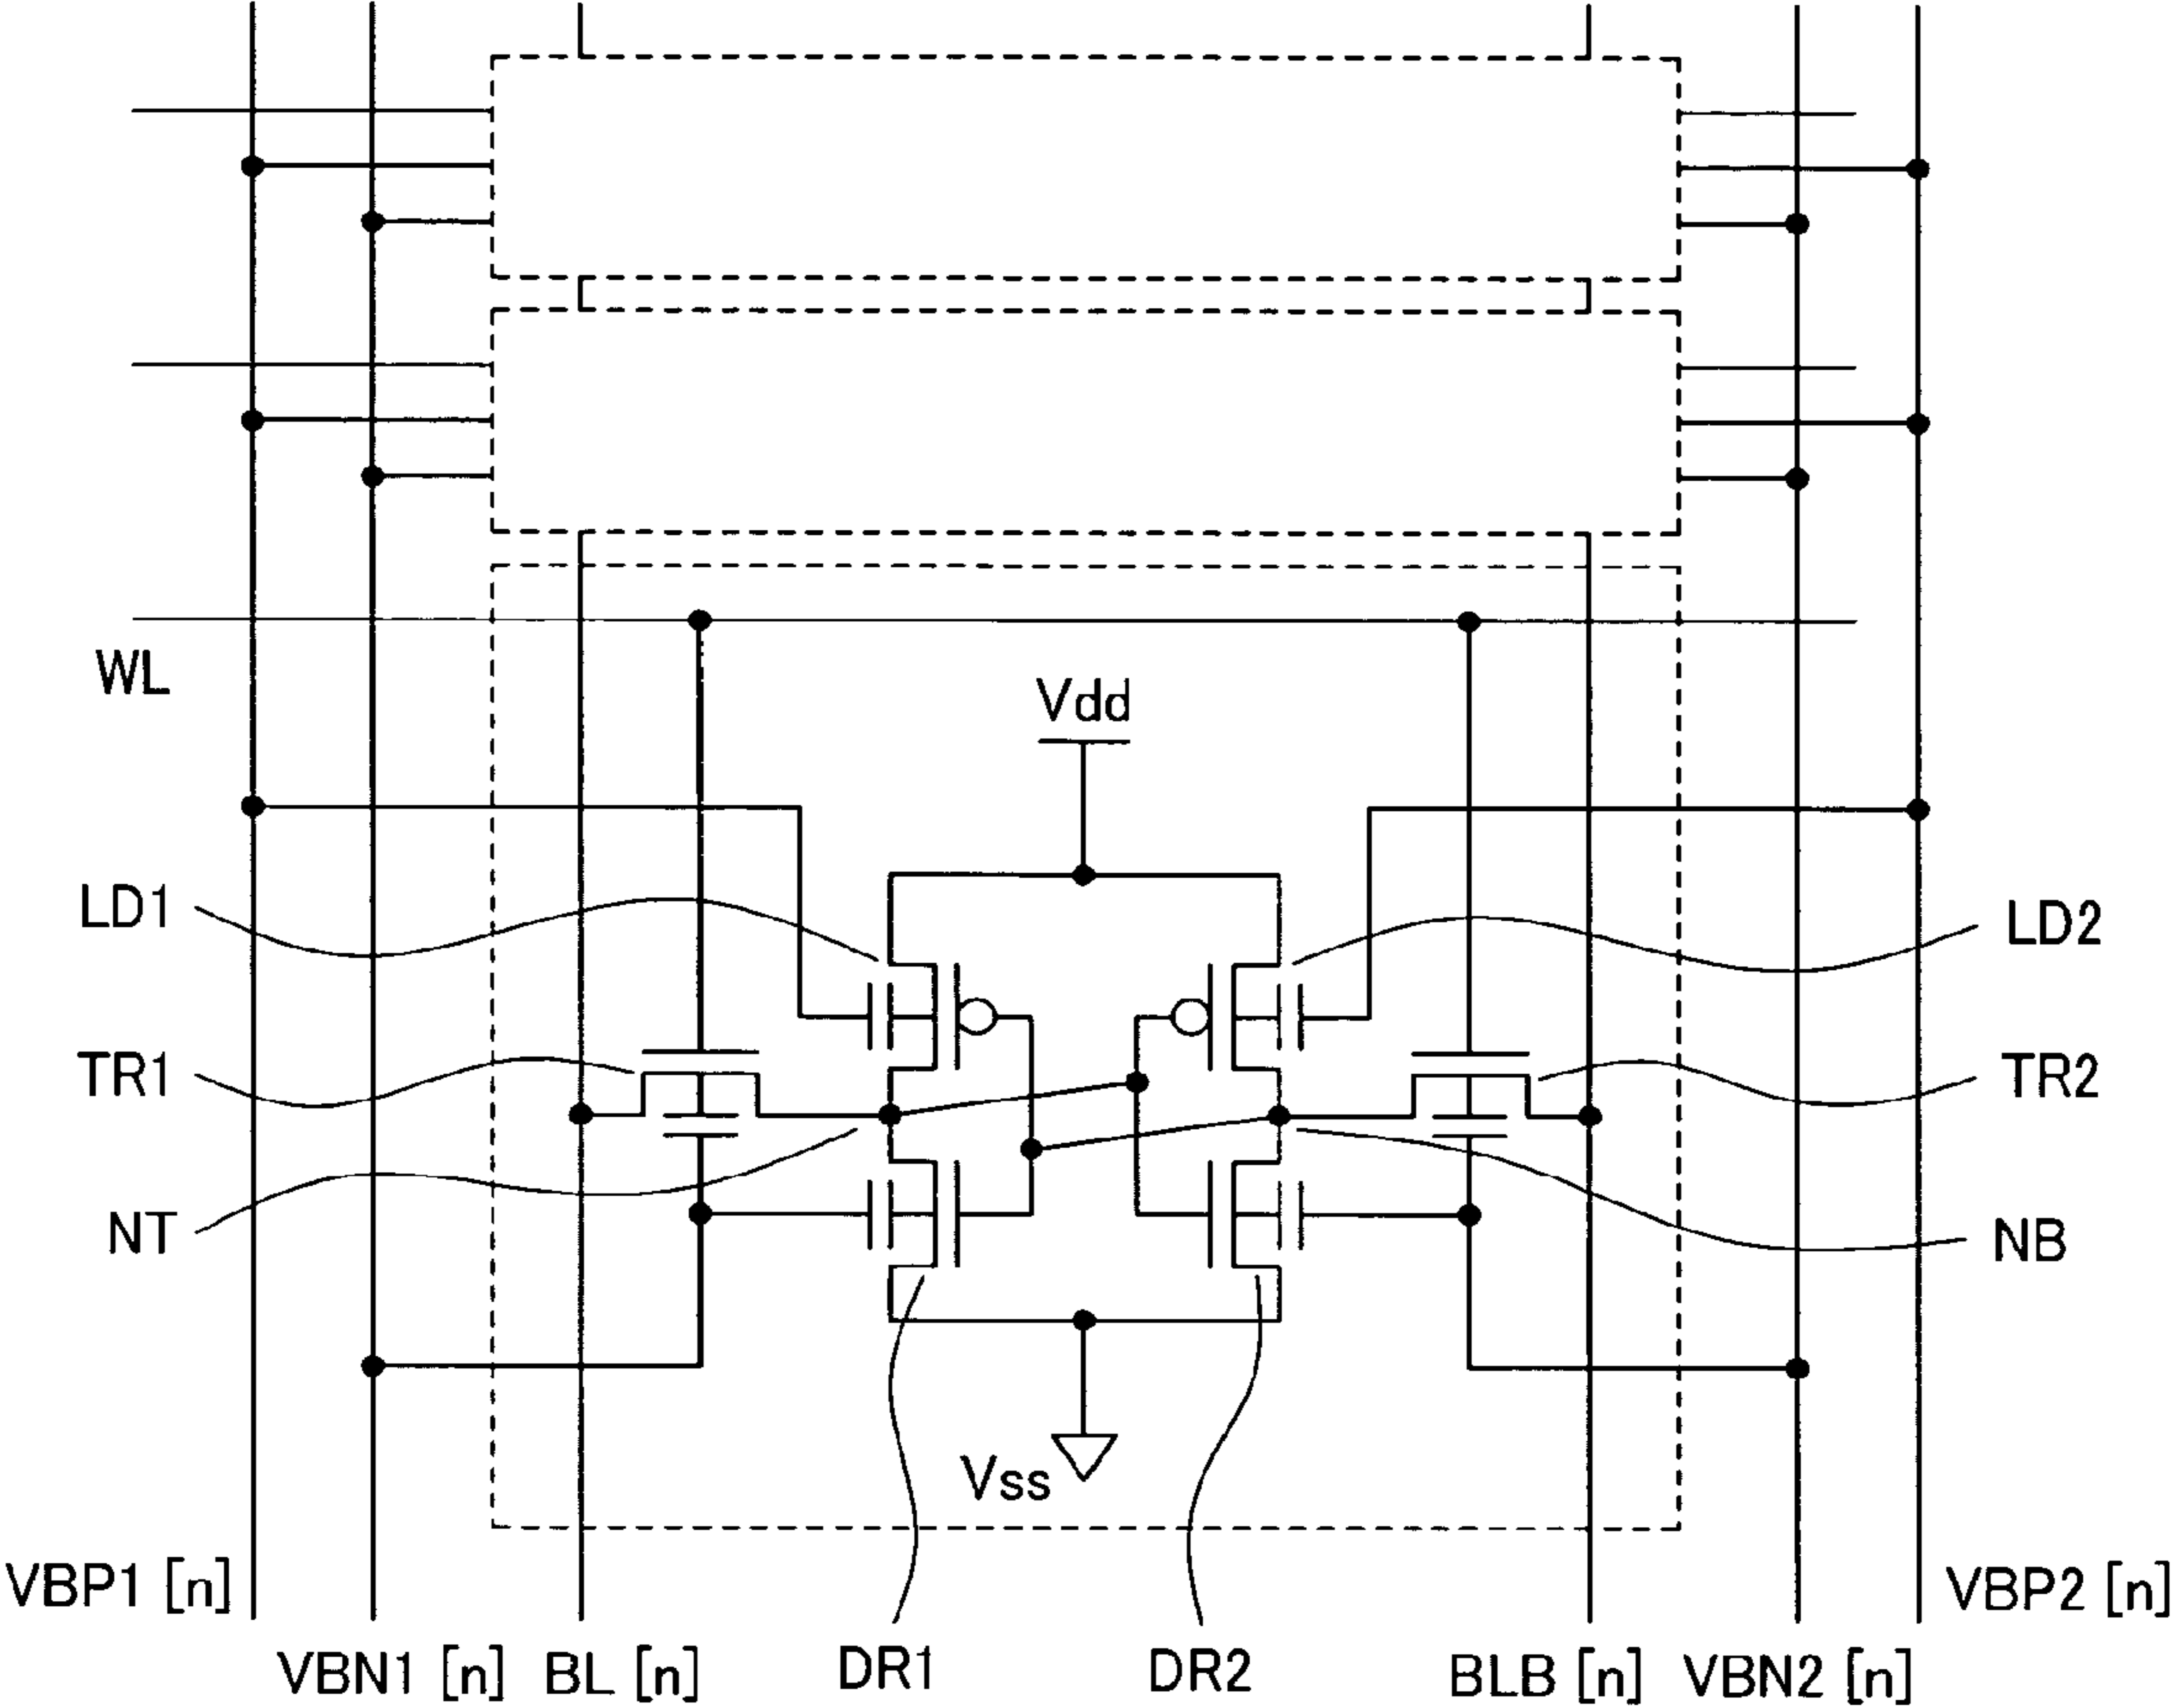 WL
Vdd
LD1
LD2
TR1
TR2
NT
NB
Vss
VBP1 [n]
VBP2 [n]
VBN1 [n]
BL [n]
DR1
DR2
BLB [n]
VBN2 [n]